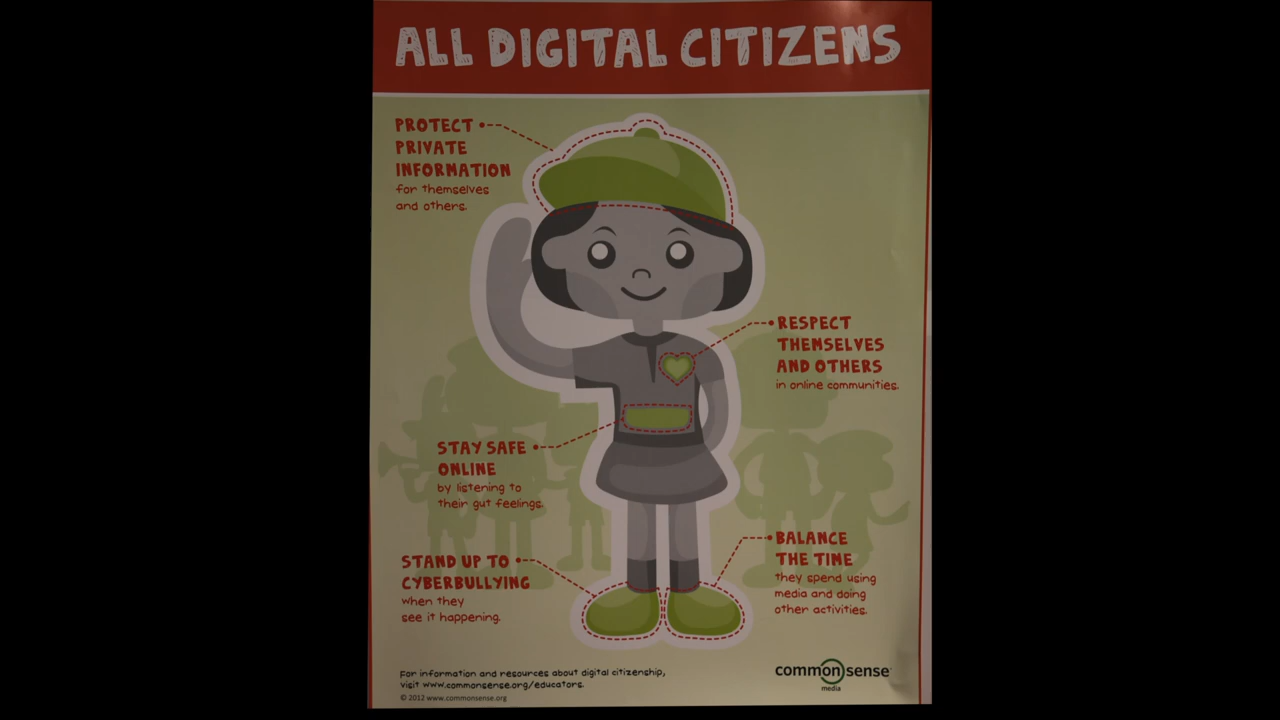 ALL DIGITAL CITIZENS
PROTECT
PRIVATE
INFORMATION
for themselves
and others.
RESPECT
THEMSELVES
AND OTHERS
in online communities.
STAY SAFE
ONLINE
by listening to
their gut feelings.
STAND UP TO
CYBERBULLYING
when they
see it happening.
BALANCE
THE TIME
they spend using
media and doing
other activities.
For information and resources about digital citizenship,
visit www.commonsense.org/educators.
© 2012 www.commonsense.org
common sense
media